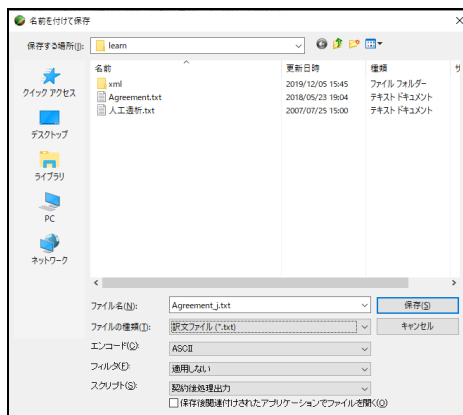 名前を付けて保存
保存する場所(I):
learn
名前
更新日時
種類
サ
xml
2019/12/05 15:45
ファイル フォルダー
Agreement.txt
2018/05/23 19:04
テキスト ドキュメント
人工透析.txt
2007/07/25 15:00
テキスト ドキュメント
クイック アクセス
デスクトップ
ライブラリ
PC
ネットワーク
ファイル名(N):
Agreement_j.txt
保存(S)
ファイルの種類(T):
訳文ファイル (*.txt)
キャンセル
エンコード(C):
ASCII
フィルタ(F):
適用しない
スクリプト(S):
契約後処理出力
保存後関連付けされたアプリケーションでファイルを開く(O)